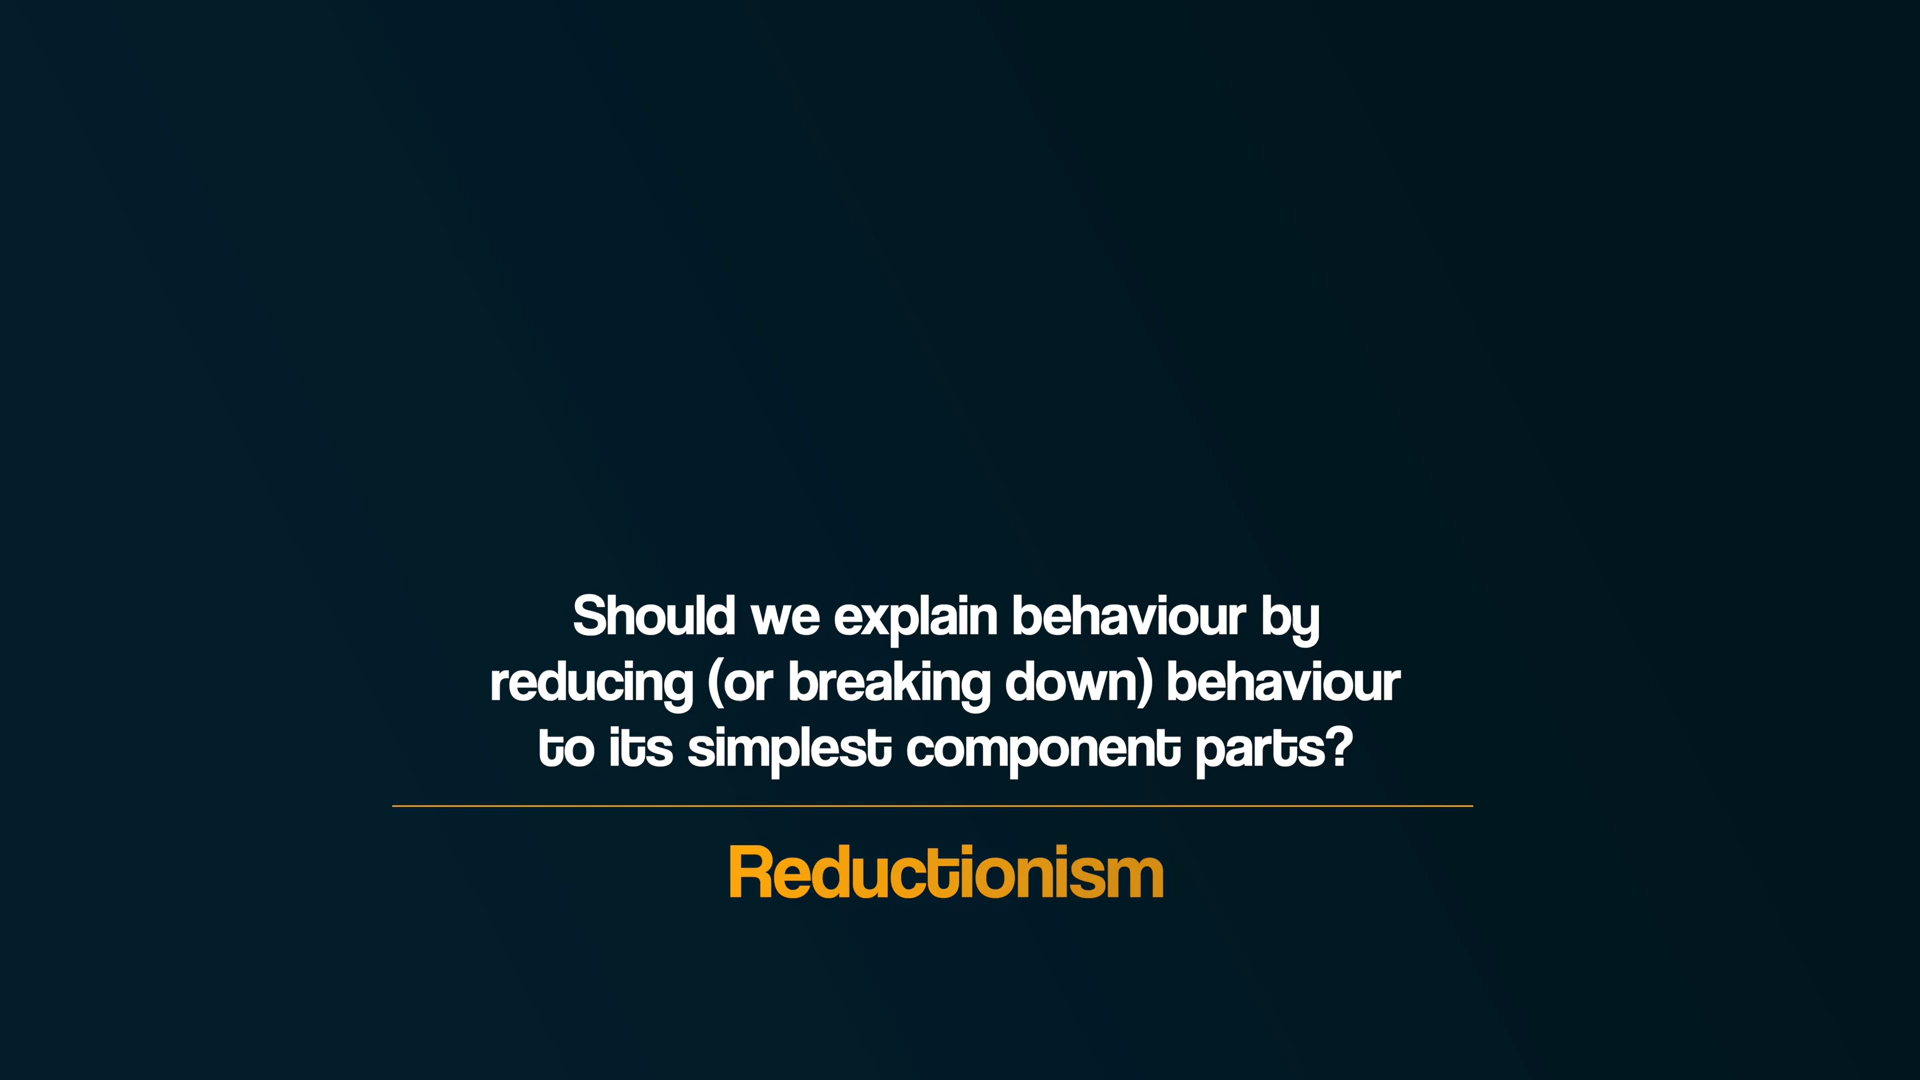 Should we explain behaviour by
reducing (or breaking down) behaviour
to its simplest component parts?
Reductionism